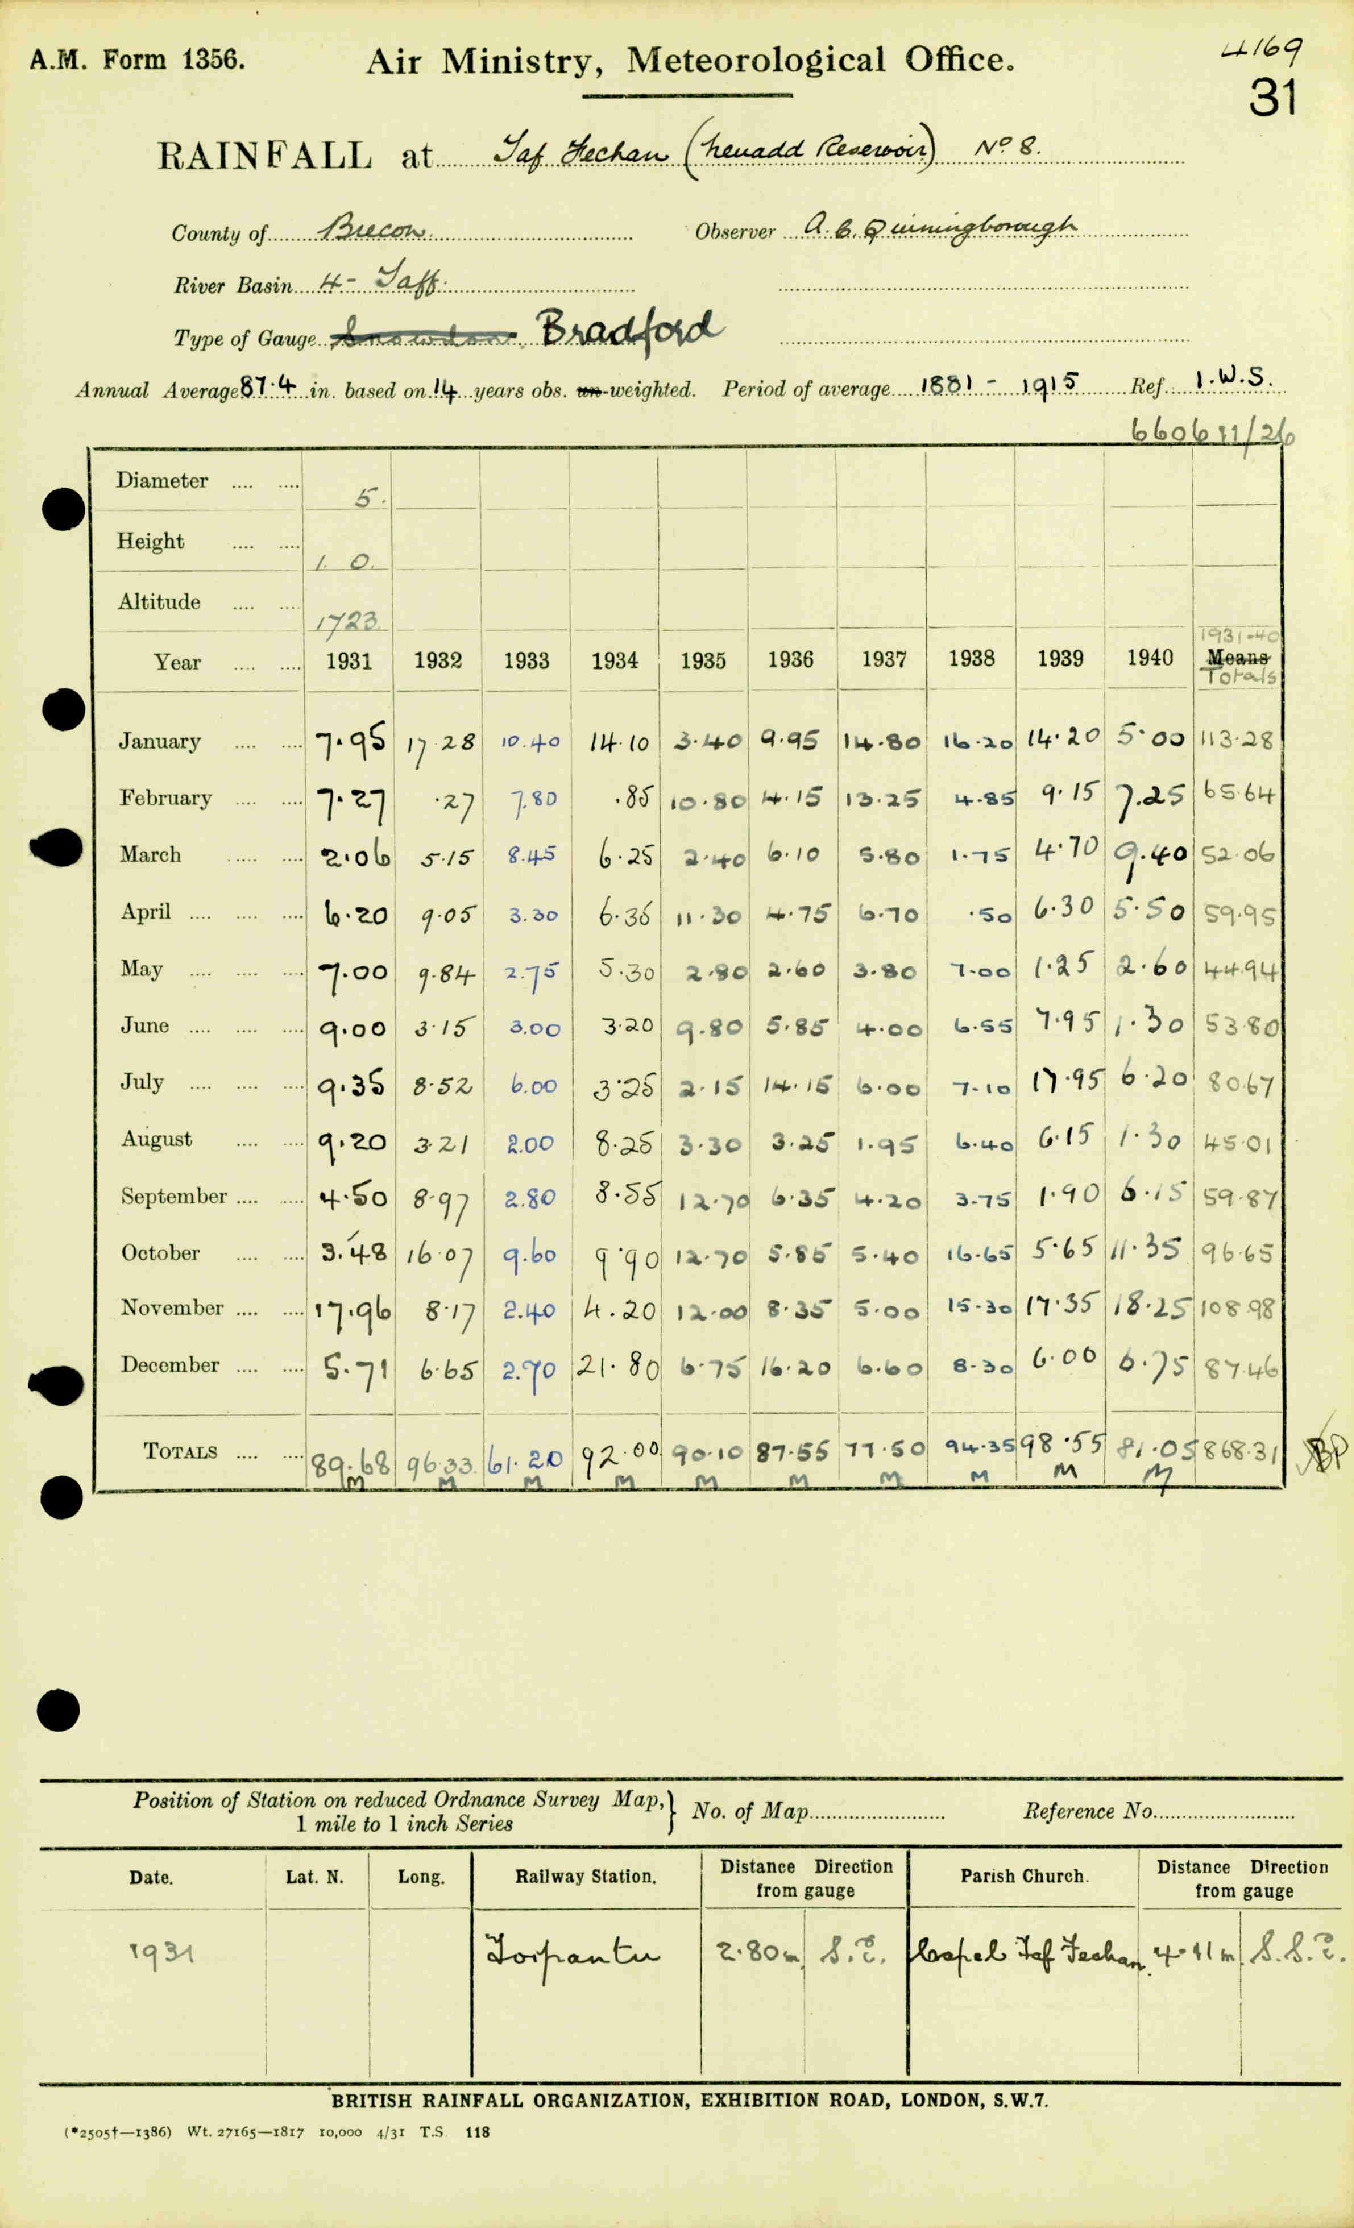 A.M. Form 1356. Air Ministry, Meteorological Office. 4169
31
RAINFALL at Taf Fechan (Neuadd Reservoir) No 8.
County of Brecon. Observer A. C. Quinningborough
River Basin 4- Taff.
Type of Gauge Snowdon Bradford
Annual Average 87.4 in. based on 14 years obs. un-weighted. Period of average 1881 - 1915 Ref. I.W.S.
660611/26
Diameter 5.
Height 1. 0.
Altitude 1723
1931-40
Year 1931 1932 1933 1934 1935 1936 1937 1938 1939 1940 Means
Totals
January 7.95 17.28 10.40 14.10 3.40 9.95 14.80 16.20 14.20 5.00 113.28
February 7.27 .27 7.80 .85 10.80 4.15 13.25 4.85 9.15 7.25 65.64
March 2.06 5.15 8.45 6.25 2.40 6.10 5.80 1.75 4.70 9.40 52.06
April 6.20 9.05 3.30 6.35 11.30 4.75 6.70 .50 6.30 5.50 59.95
May 7.00 9.84 2.75 5.30 2.80 2.60 3.80 7.00 1.25 2.60 44.94
June 9.00 3.15 3.00 3.20 9.80 5.85 4.00 6.55 7.95 1.30 53.80
July 9.35 8.52 6.00 3.25 2.15 14.15 6.00 7.10 17.95 6.20 80.67
August 9.20 3.21 2.00 8.25 3.30 3.25 1.95 6.40 6.15 1.30 45.01
September 4.50 8.97 2.80 8.55 12.70 6.35 4.20 3.75 1.90 6.15 59.87
October 3.48 16.07 9.60 9.90 12.70 5.85 5.40 16.65 5.65 11.35 96.65
November 17.96 8.17 2.40 4.20 12.00 8.35 5.00 15.30 17.35 18.25 108.98
December 5.71 6.65 2.70 21.80 6.75 16.20 6.60 8.30 6.00 6.75 87.46
TOTALS 89.68 96.33 61.20 92.00 90.10 87.55 77.50 94.35 98.55 81.05 868.31 BP
M M M M M M M M M M
Position of Station on reduced Ordnance Survey Map,
1 mile to 1 inch Series } No. of Map Reference No.
Date. Lat. N. Long. Railway Station. Distance Direction from gauge Parish Church. Distance Direction from gauge
1931 Torpantu 2.80m S.E. Capel Taf Fechan. 4.11m S.S.E.
BRITISH RAINFALL ORGANIZATION, EXHIBITION ROAD, LONDON, S.W.7.
(*2505†—1386) Wt. 27165—1817 10,000 4/31 T.S. 118